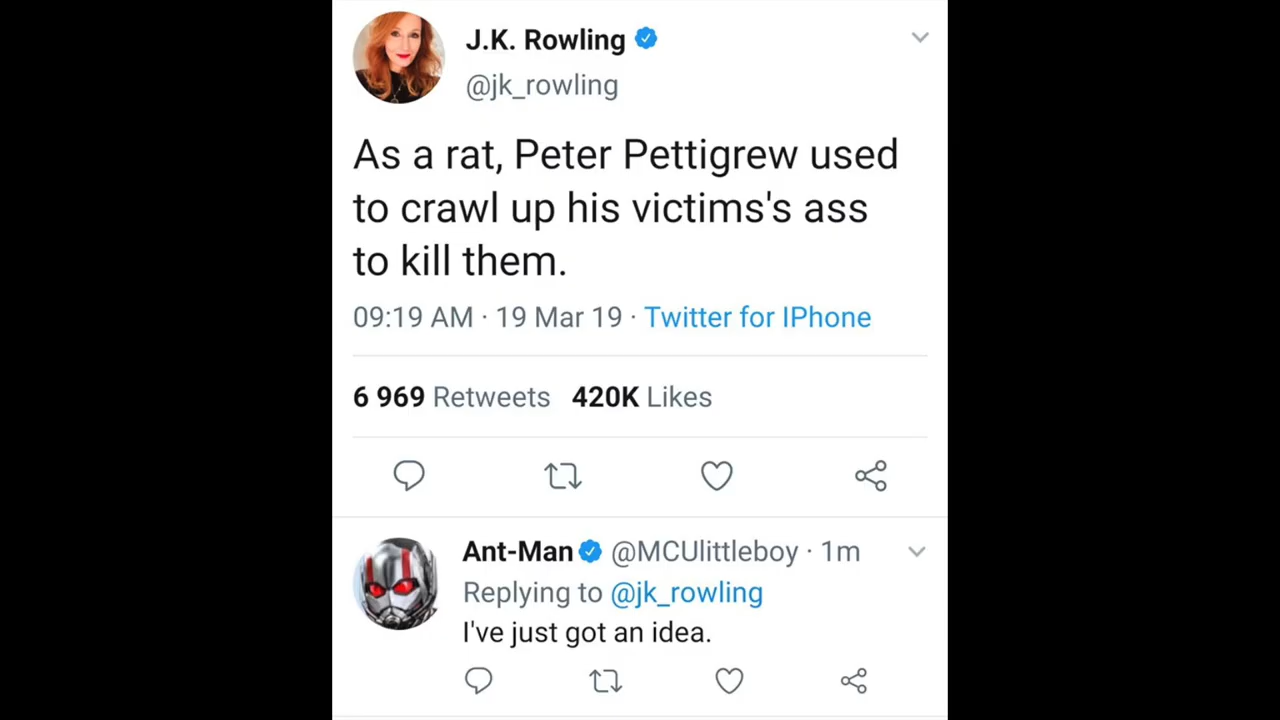 J.K. Rowling
@jk_rowling
As a rat, Peter Pettigrew used
to crawl up his victims's ass
to kill them.
09:19 AM · 19 Mar 19 · Twitter for IPhone
6 969 Retweets 420K Likes
Ant-Man @MCUlittleboy · 1m
Replying to @jk_rowling
I've just got an idea.